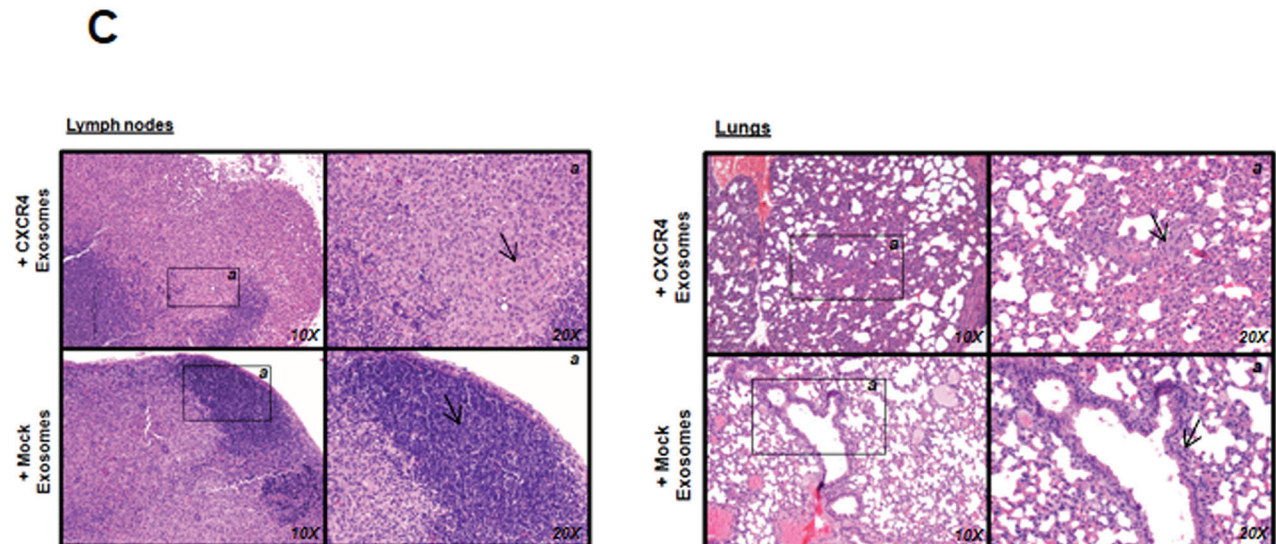 C
Lymph nodes
+ CXCR4
Exosomes
a
10X
a
20X
+ Mock
Exosomes
a
10X
a
20X
Lungs
+ CXCR4
Exosomes
a
10X
a
20X
+ Mock
Exosomes
a
10X
a
20X